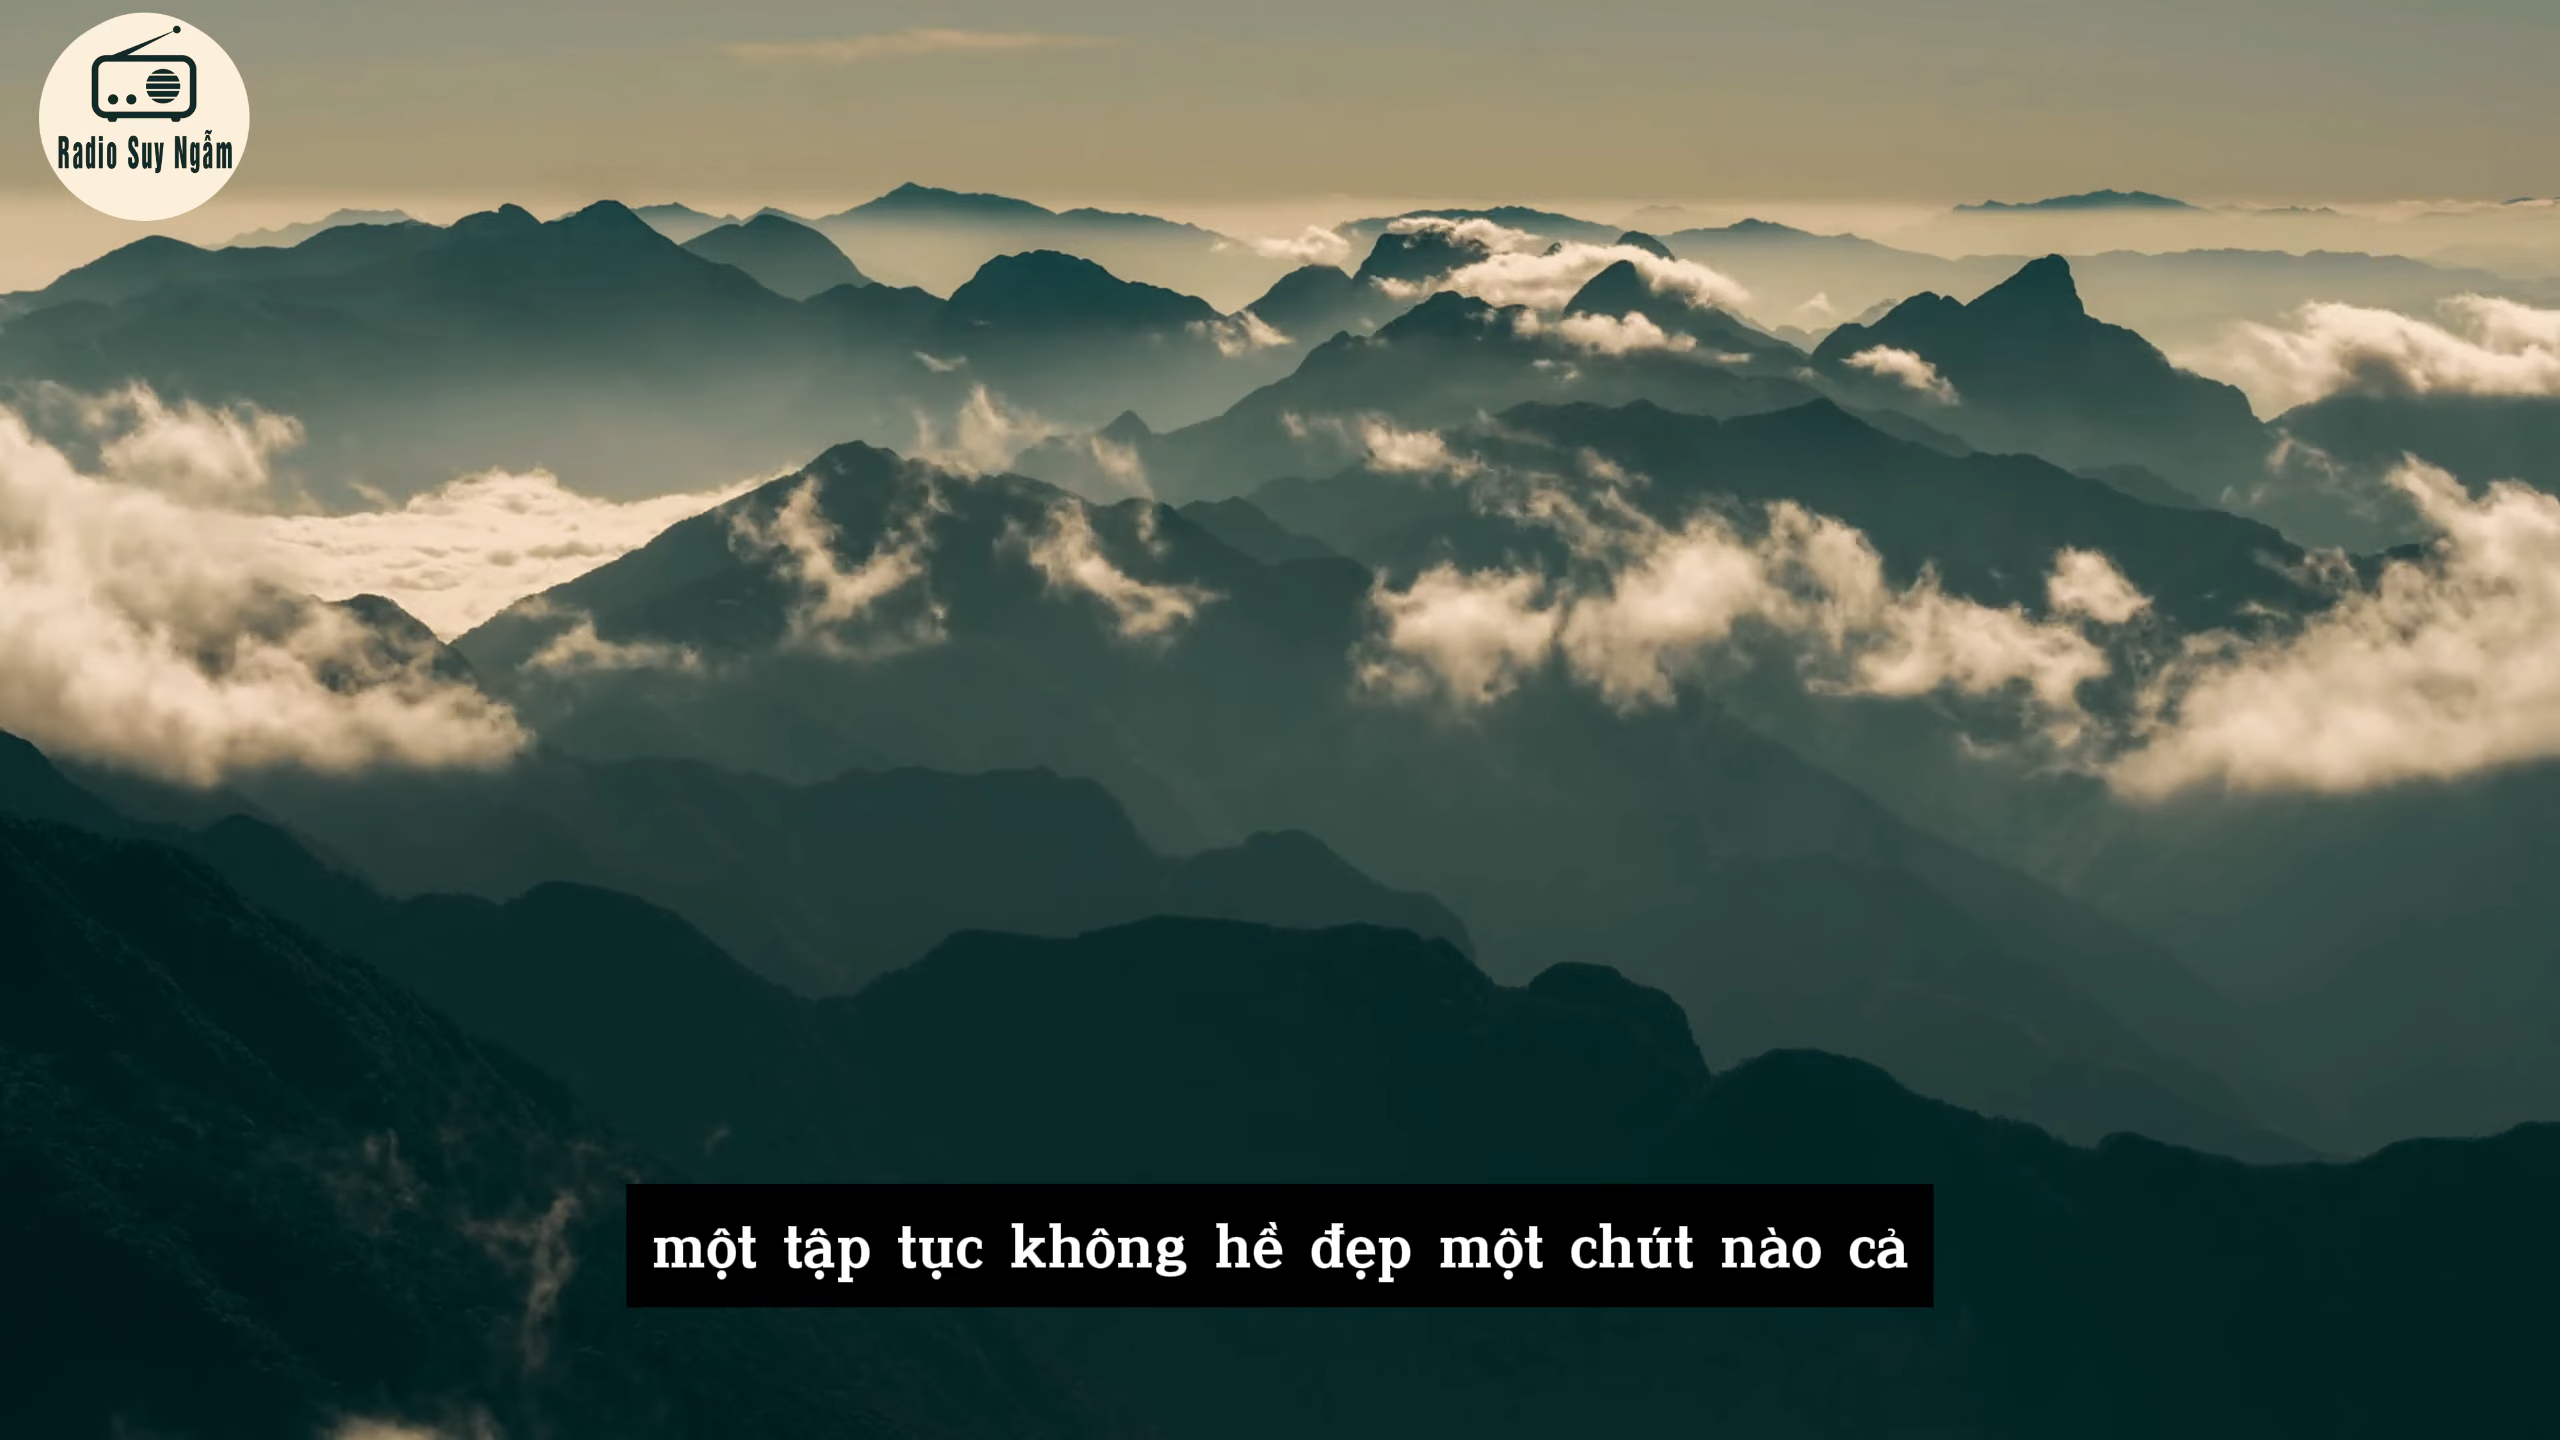 Radio Suy Ngẫm
một tập tục không hề đẹp một chút nào cả